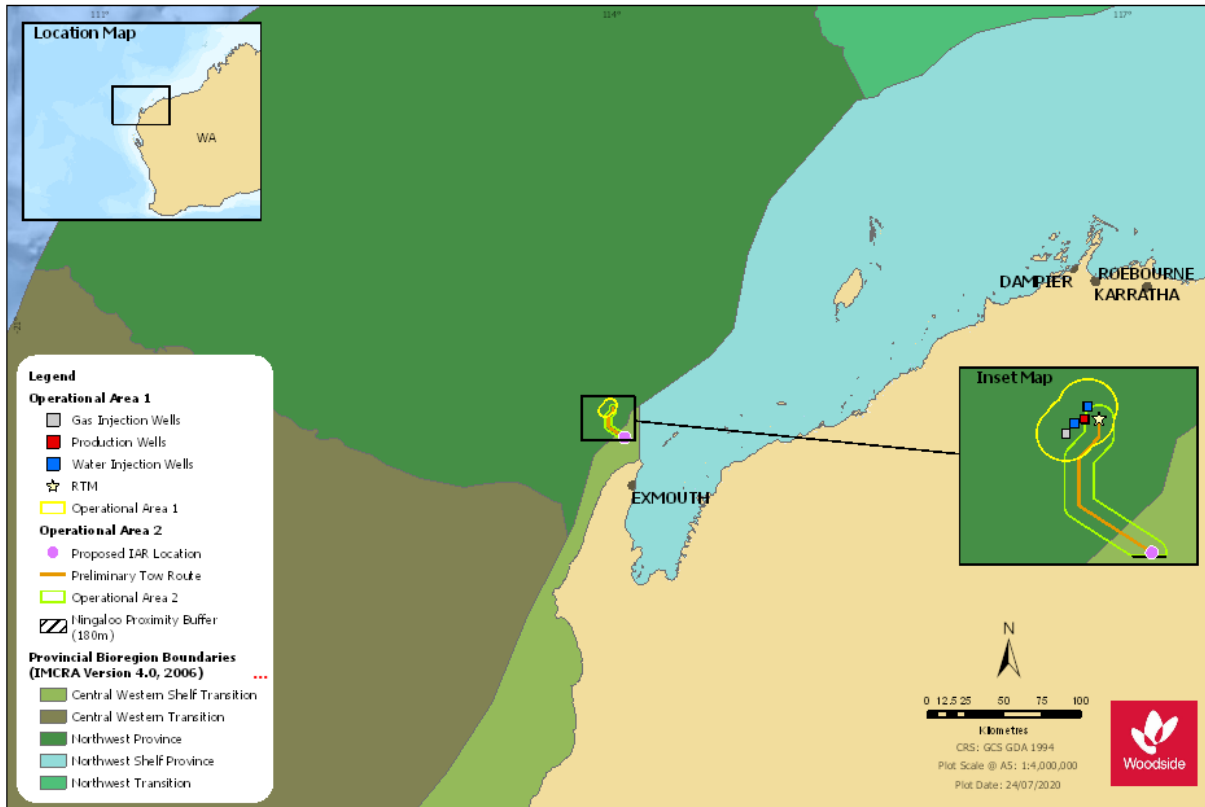 111°
114°
117°
Location Map
WA
21°
DAMPIER
ROEBOURNE
KARRATHA
EXMOUTH
Inset Map
Legend
Operational Area 1
Gas Injection Wells
Production Wells
Water Injection Wells
RTM
Operational Area 1
Operational Area 2
Proposed IAR Location
Preliminary Tow Route
Operational Area 2
Ningaloo Proximity Buffer
(180m)
Provincial Bioregion Boundaries
(IMCRA Version 4.0, 2006) ...
Central Western Shelf Transition
Central Western Transition
Northwest Province
Northwest Shelf Province
Northwest Transition
N
0 12.5 25 50 75 100
Kilometres
CRS: GCS GDA 1994
Plot Scale @ A5: 1:4,000,000
Plot Date: 24/07/2020
Woodside